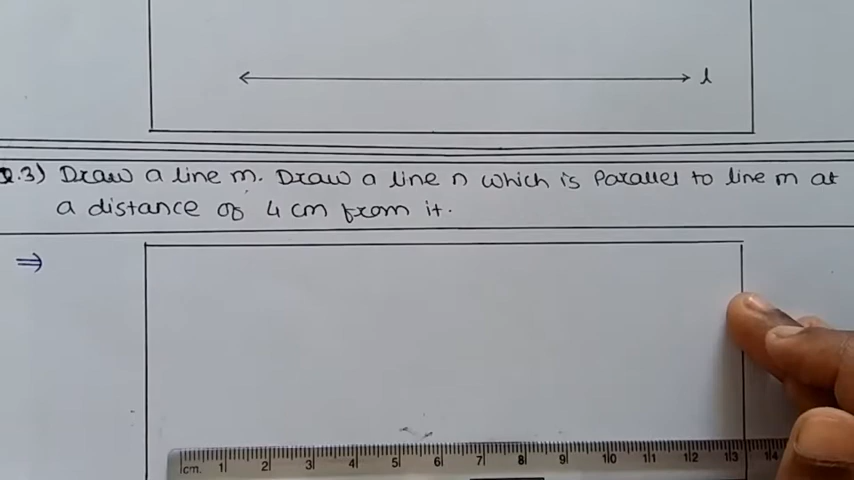 l
Q.3) Draw a line m. Draw a line n which is Parallel to line m at
a distance of 4 cm from it.
⇒
cm. 1 2 3 4 5 6 7 8 9 10 11 12 13 14